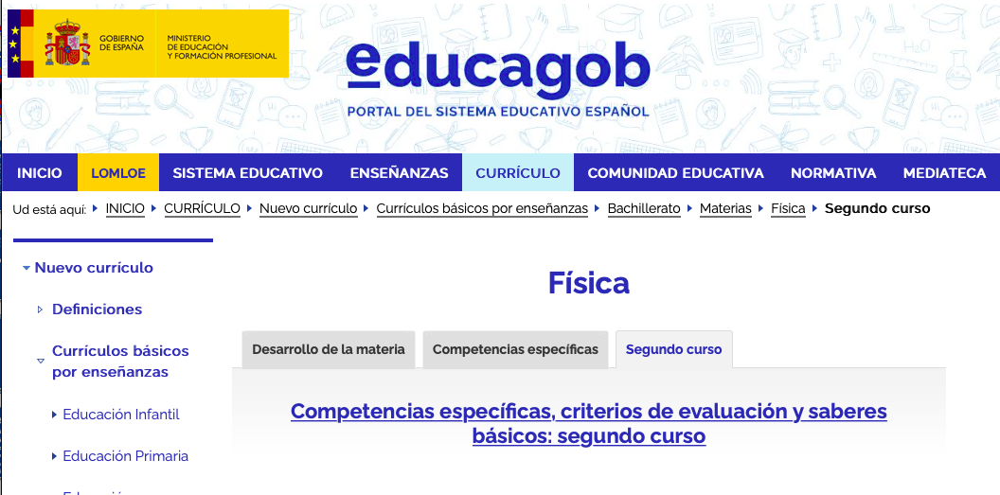 GOBIERNO
DE ESPAÑA
MINISTERIO
DE EDUCACIÓN
Y FORMACIÓN PROFESIONAL
educagob
PORTAL DEL SISTEMA EDUCATIVO ESPAÑOL
INICIO LOMLOE SISTEMA EDUCATIVO ENSEÑANZAS CURRÍCULO COMUNIDAD EDUCATIVA NORMATIVA MEDIATECA
Ud está aquí: INICIO CURRÍCULO Nuevo currículo Currículos básicos por enseñanzas Bachillerato Materias Física Segundo curso
Nuevo currículo
Definiciones
Currículos básicos
por enseñanzas
Educación Infantil
Educación Primaria
Física
Desarrollo de la materia Competencias específicas Segundo curso
Competencias específicas, criterios de evaluación y saberes
básicos: segundo curso